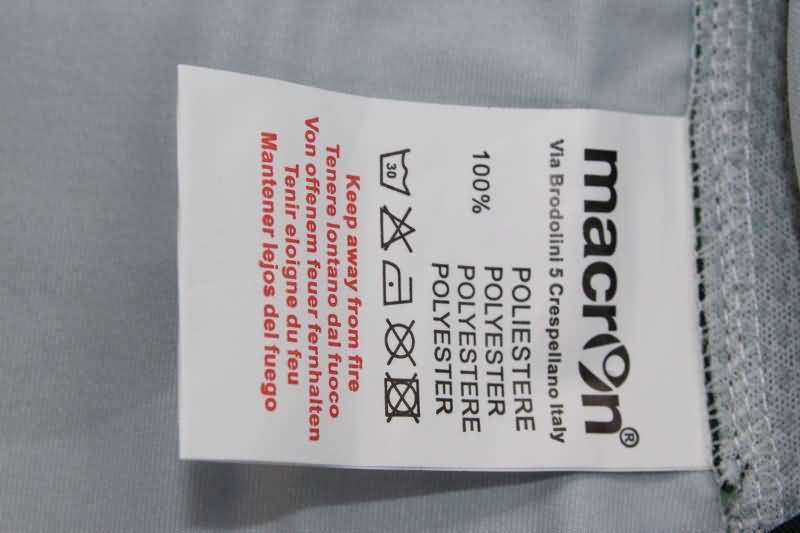 macron®
Via Brodolini 5 Crespellano Italy
POLIESTERE
100% POLYESTER
POLYESTERE
POLYESTER
30
Keep away from fire
Tenere lontano dal fuoco
Von offenem feuer fernhalten
Tenir eloigne du feu
Mantener lejos del fuego